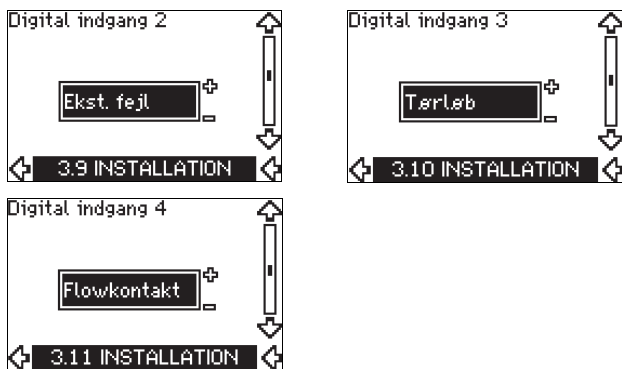 Digital indgang 2
Ekst. fejl
3.9 INSTALLATION
Digital indgang 3
Tørløb
3.10 INSTALLATION
Digital indgang 4
Flowkontakt
3.11 INSTALLATION